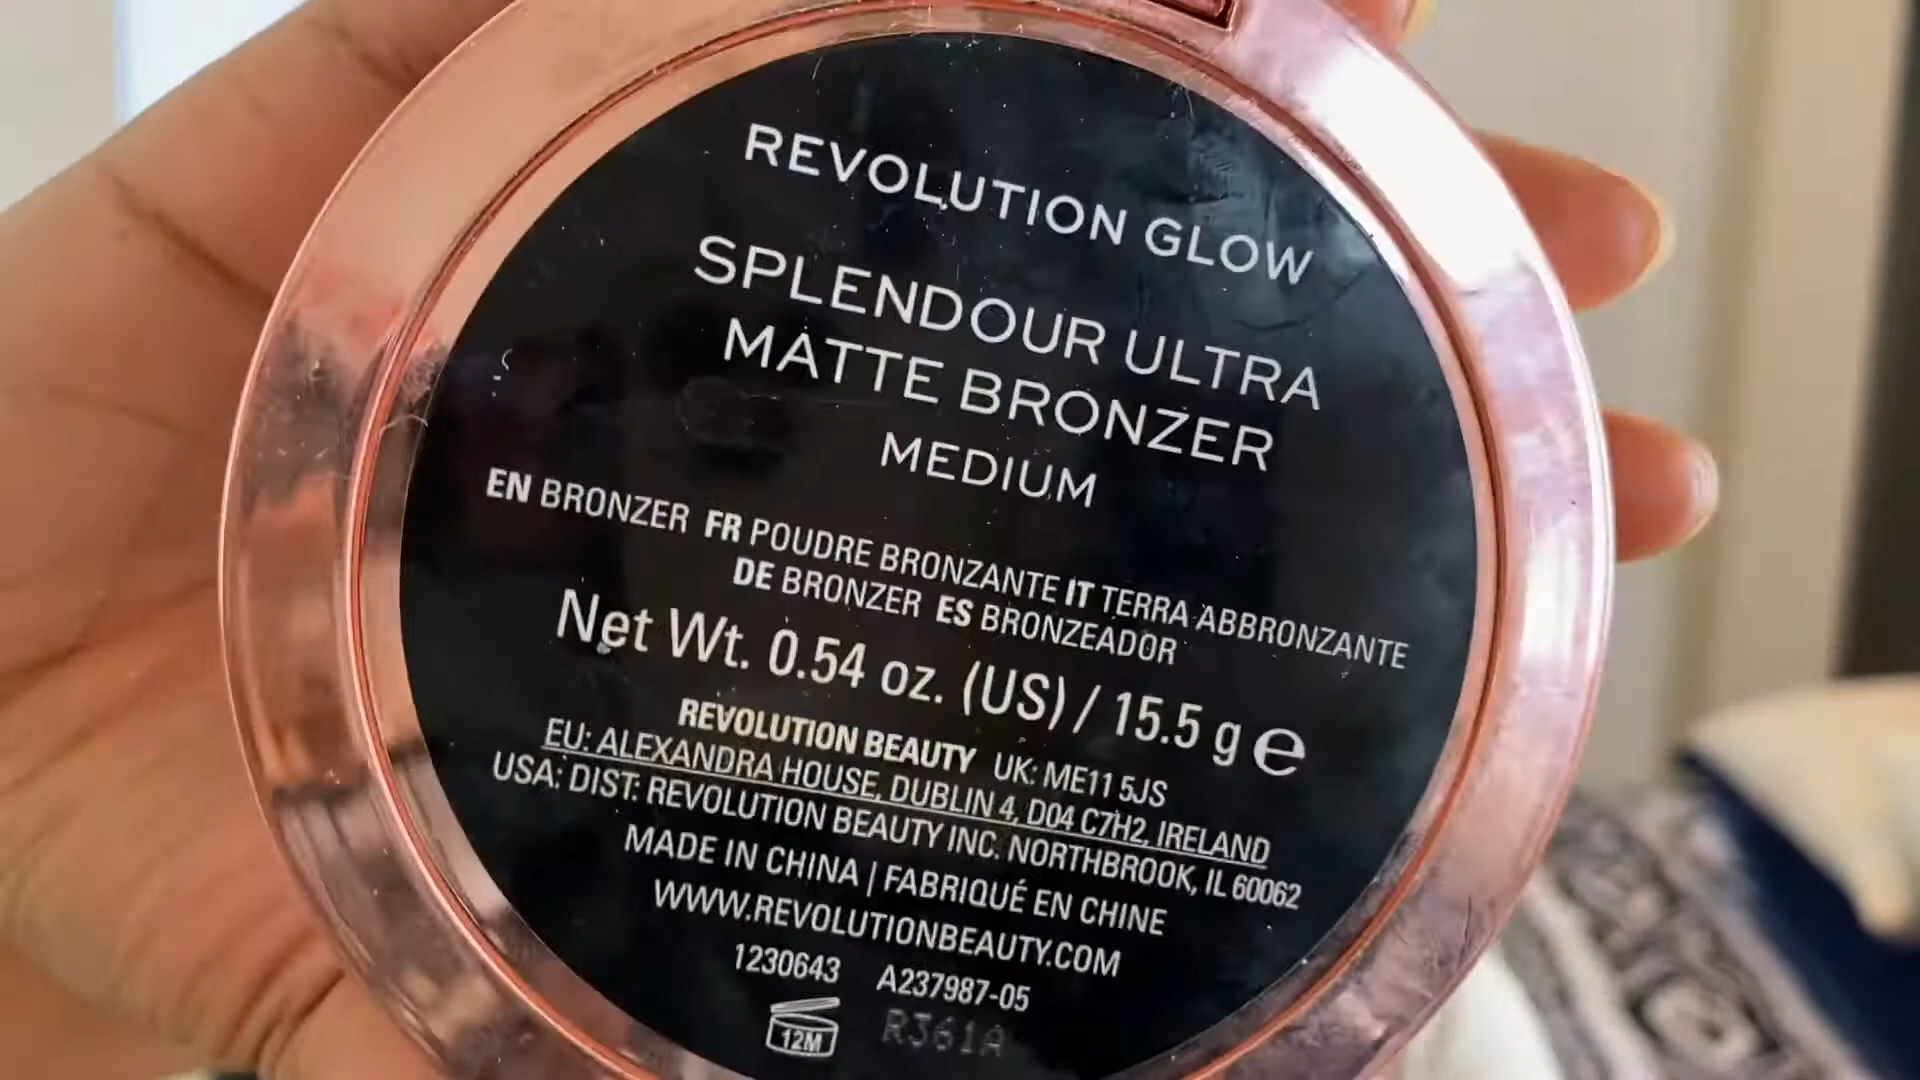 REVOLUTION GLOW
SPLENDOUR ULTRA
MATTE BRONZER
MEDIUM
EN BRONZER FR POUDRE BRONZANTE IT TERRA ABBRONZANTE
DE BRONZER ES BRONZEADOR
Net Wt. 0.54 oz. (US) / 15.5 g ℮
REVOLUTION BEAUTY UK: ME11 5JS
EU: ALEXANDRA HOUSE, DUBLIN 4, D04 C7H2, IRELAND
USA: DIST: REVOLUTION BEAUTY INC. NORTHBROOK, IL 60062
MADE IN CHINA | FABRIQUÉ EN CHINE
WWW.REVOLUTIONBEAUTY.COM
1230643 A237987-05
12M R361A